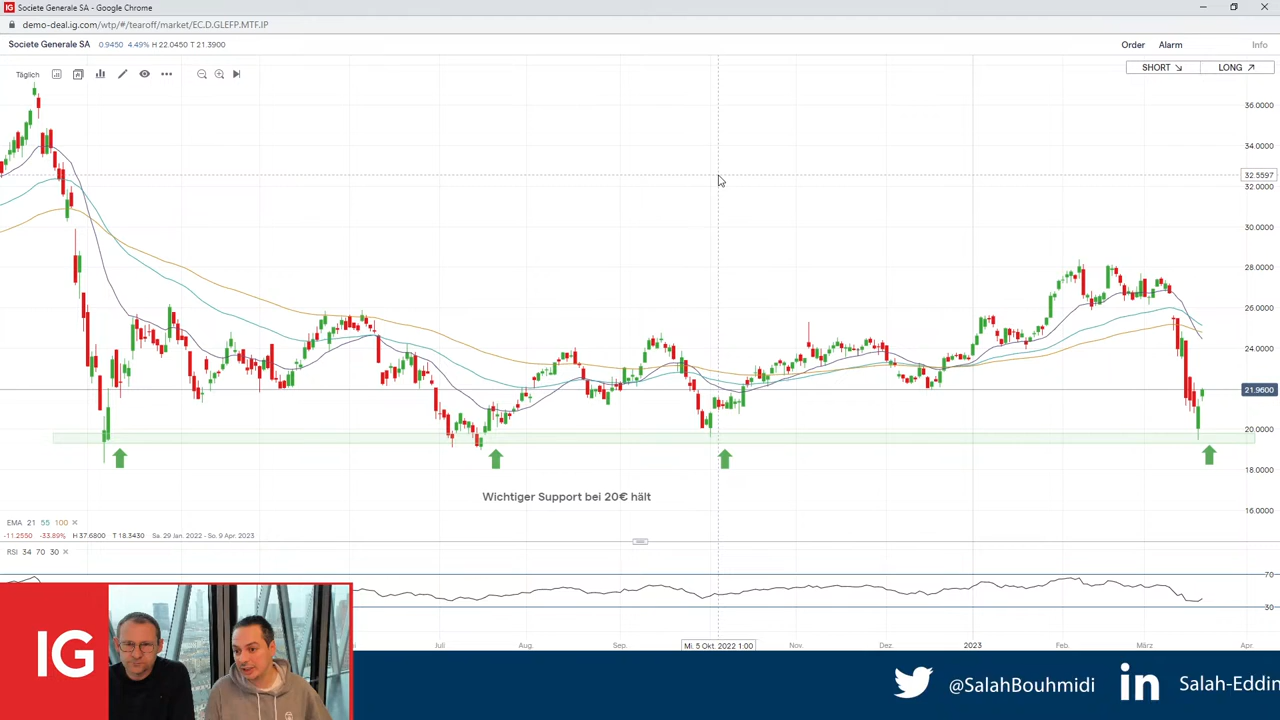 Societe Generale SA - Google Chrome
demo-deal.ig.com/wtp/#/tearoff/market/EC.D.GLEFP.MTF.IP
Societe Generale SA 0.9450 4.49% H 22.0450 T 21.3900 Order Alarm Info
Täglich SHORT LONG
36.0000
34.0000
32.5597
32.0000
30.0000
28.0000
26.0000
24.0000
21.9600
20.0000
18.0000
Wichtiger Support bei 20€ hält
16.0000
EMA 21 55 100
-11.2550 -33.89% H 37.6800 T 18.3430 Sa. 29 Jan. 2022 - So. 9 Apr. 2023
RSI 34 70 30
70
30
Juli Aug. Sep. Mi. 5 Okt. 2022 1:00 Nov. Dez. 2023 Feb. März Apr.
IG
@SalahBouhmidi in Salah-Eddin